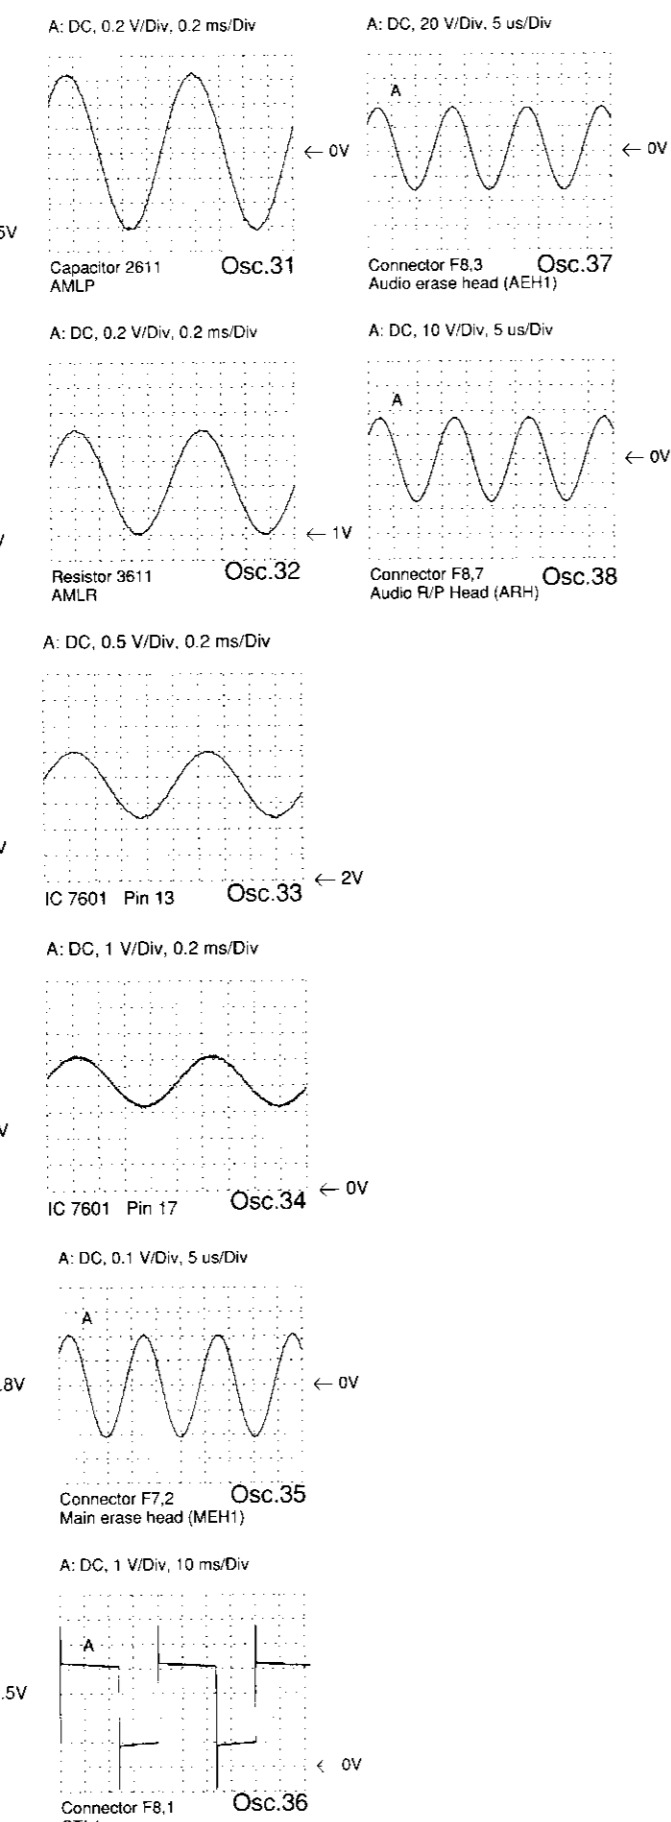 A: DC, 0.2 V/Div, 0.2 ms/Div
← 0V
5V
Capacitor 2611 Osc.31
AMLP
A: DC, 0.2 V/Div, 0.2 ms/Div
← 1V
V
Resistor 3611 Osc.32
AMLR
A: DC, 0.5 V/Div, 0.2 ms/Div
V
← 2V
IC 7601 Pin 13 Osc.33
A: DC, 1 V/Div, 0.2 ms/Div
V
← 0V
IC 7601 Pin 17 Osc.34
A: DC, 0.1 V/Div, 5 us/Div
A
.8V
← 0V
Connector F7,2 Osc.35
Main erase head (MEH1)
A: DC, 1 V/Div, 10 ms/Div
A
.5V
← 0V
Connector F8,1 Osc.36
A: DC, 20 V/Div, 5 us/Div
A
← 0V
Connector F8,3 Osc.37
Audio erase head (AEH1)
A: DC, 10 V/Div, 5 us/Div
A
← 0V
Connector F8,7 Osc.38
Audio R/P Head (ARH)